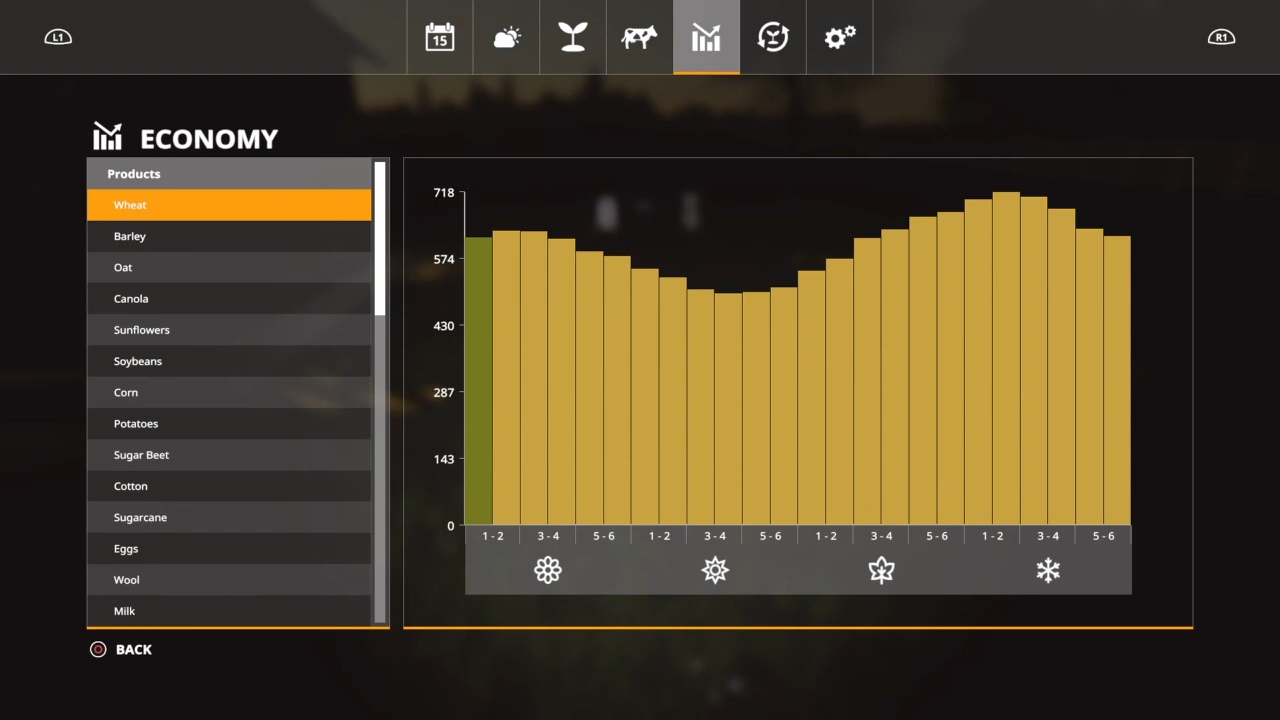 L1
15
R1
ECONOMY
Products
Wheat
Barley
Oat
Canola
Sunflowers
Soybeans
Corn
Potatoes
Sugar Beet
Cotton
Sugarcane
Eggs
Wool
Milk
718
574
430
287
143
0
1 - 2 3 - 4 5 - 6 1 - 2 3 - 4 5 - 6 1 - 2 3 - 4 5 - 6 1 - 2 3 - 4 5 - 6
BACK